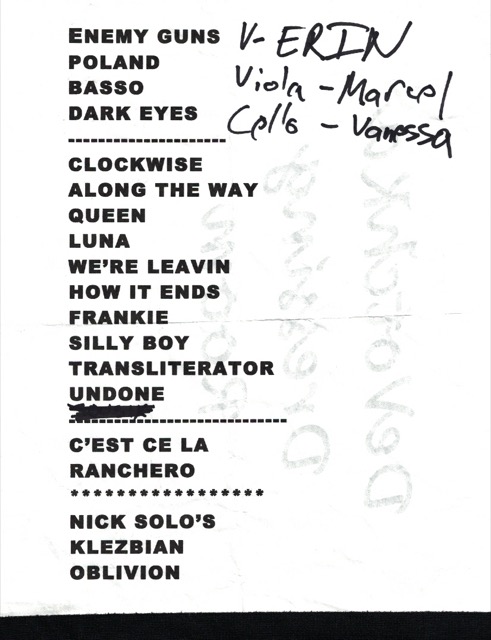 ENEMY GUNS V- ERIN
POLAND
BASSO Viola - Marcel
DARK EYES Cello - Vanessa
----------------------
CLOCKWISE
ALONG THE WAY
QUEEN
LUNA
WE'RE LEAVIN
HOW IT ENDS
FRANKIE
SILLY BOY
TRANSLITERATOR
UNDONE
----------------------------
C'EST CE LA
RANCHERO
*****************
NICK SOLO'S
KLEZBIAN
OBLIVION